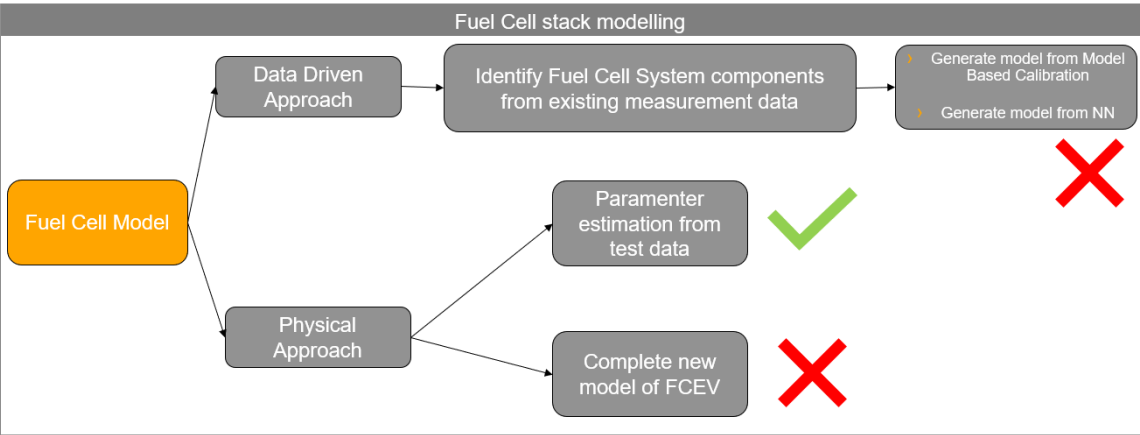 Fuel Cell stack modelling
Data Driven
Approach
Identify Fuel Cell System components
from existing measurement data
Generate model from Model
Based Calibration
Generate model from NN
Fuel Cell Model
Paramenter
estimation from
test data
Physical
Approach
Complete new
model of FCEV